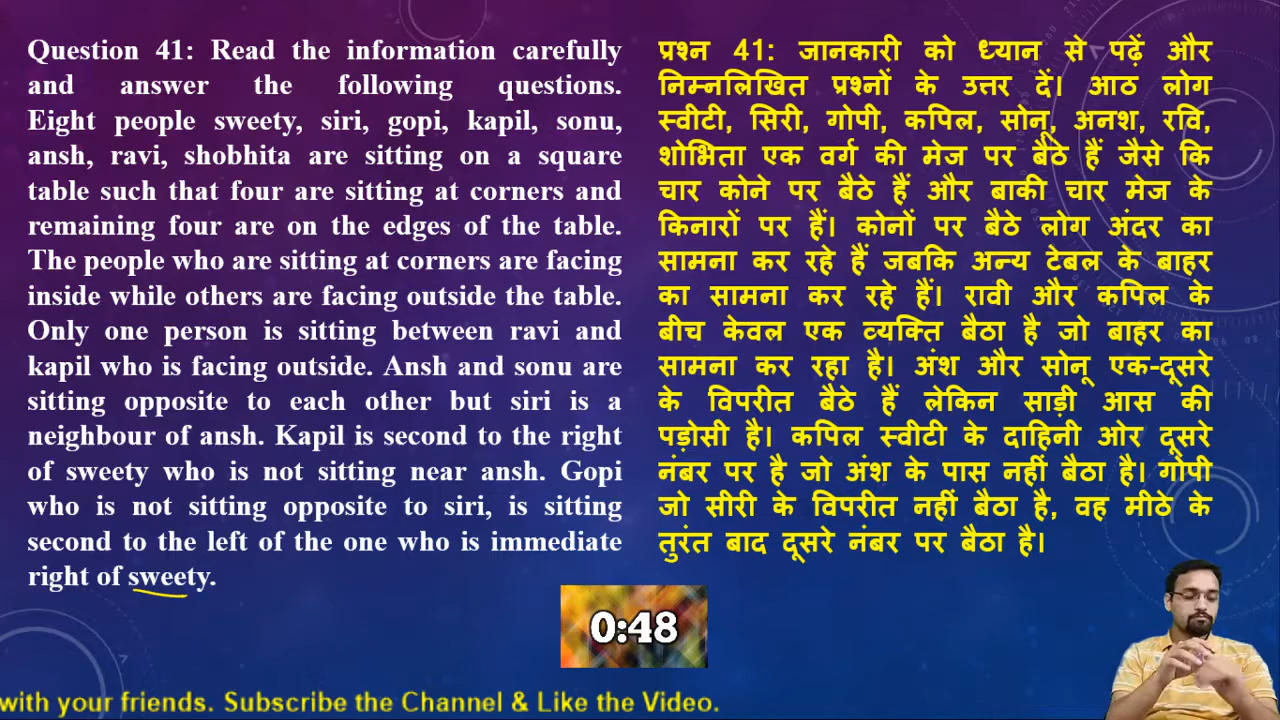 Question 41: Read the information carefully
and answer the following questions.
Eight people sweety, siri, gopi, kapil, sonu,
ansh, ravi, shobhita are sitting on a square
table such that four are sitting at corners and
remaining four are on the edges of the table.
The people who are sitting at corners are facing
inside while others are facing outside the table.
Only one person is sitting between ravi and
kapil who is facing outside. Ansh and sonu are
sitting opposite to each other but siri is a
neighbour of ansh. Kapil is second to the right
of sweety who is not sitting near ansh. Gopi
who is not sitting opposite to siri, is sitting
second to the left of the one who is immediate
right of sweety.
प्रश्न 41: जानकारी को ध्यान से पढ़ें और
निम्नलिखित प्रश्नों के उत्तर दें। आठ लोग
स्वीटी, सिरी, गोपी, कपिल, सोनू, अनश, रवि,
शोभिता एक वर्ग की मेज पर बैठे हैं जैसे कि
चार कोने पर बैठे हैं और बाकी चार मेज के
किनारों पर हैं। कोनों पर बैठे लोग अंदर का
सामना कर रहे हैं जबकि अन्य टेबल के बाहर
का सामना कर रहे हैं। रावी और कपिल के
बीच केवल एक व्यक्ति बैठा है जो बाहर का
सामना कर रहा है। अंश और सोनू एक-दूसरे
के विपरीत बैठे हैं लेकिन साड़ी आस की
पड़ोसी है। कपिल स्वीटी के दाहिनी ओर दूसरे
नंबर पर है जो अंश के पास नहीं बैठा है। गोपी
जो सीरी के विपरीत नहीं बैठा है, वह मीठे के
तुरंत बाद दूसरे नंबर पर बैठा है।
0:48
with your friends. Subscribe the Channel & Like the Video.